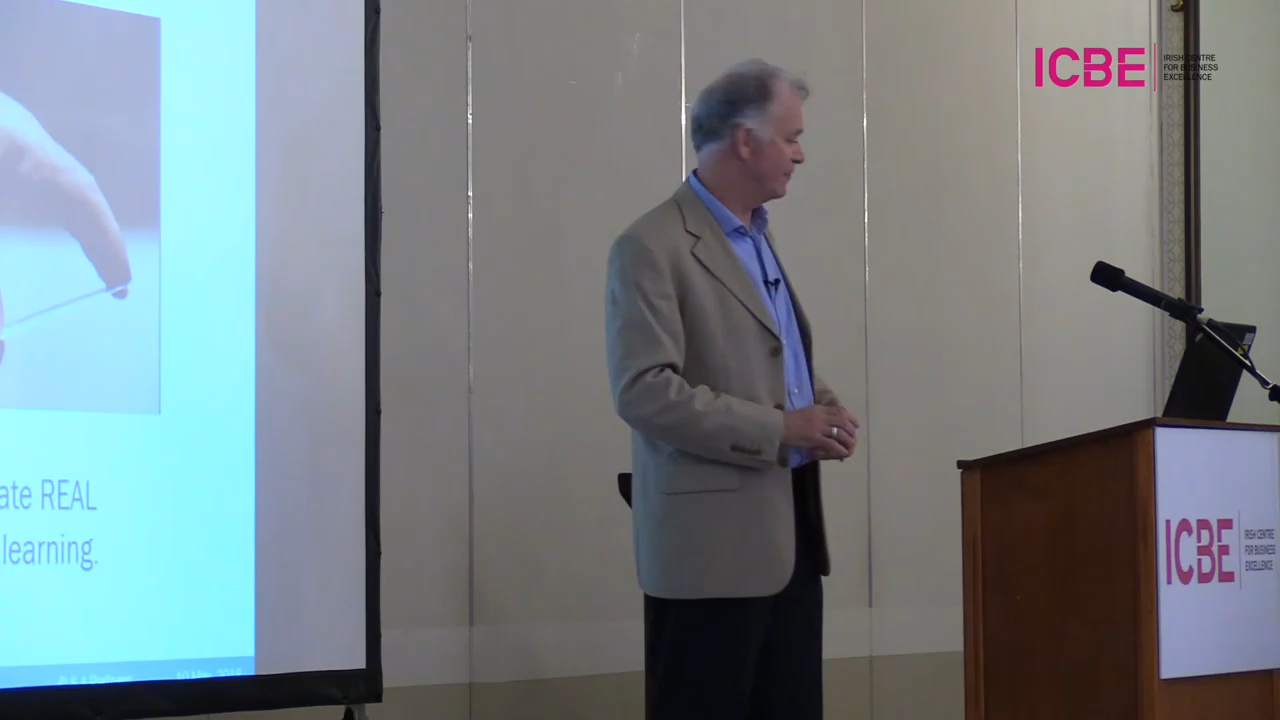 ICBE
IRISH CENTRE
FOR BUSINESS
EXCELLENCE
ate REAL
learning.
ICBE
IRISH CENTRE
FOR BUSINESS
EXCELLENCE